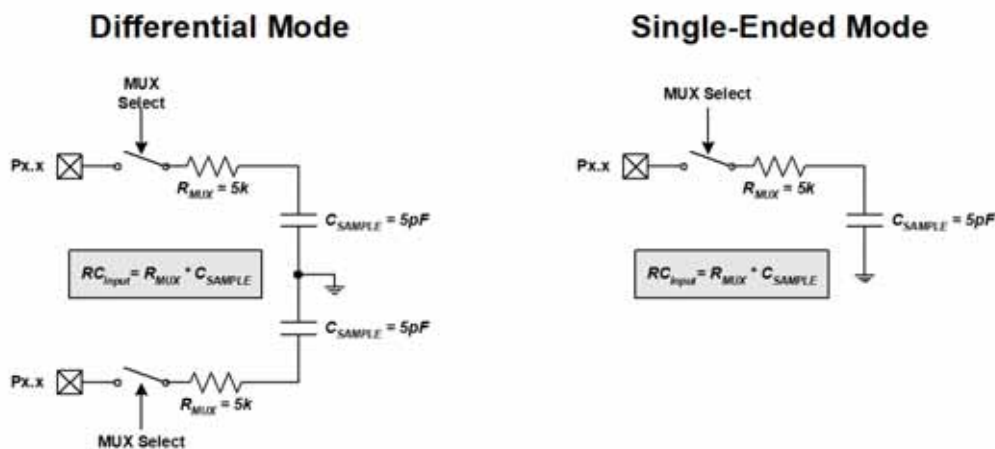 Differential Mode
MUX
Select
Px.x
R_MUX = 5k
C_SAMPLE = 5pF
RC_Input = R_MUX * C_SAMPLE
C_SAMPLE = 5pF
Px.x
R_MUX = 5k
MUX Select
Single-Ended Mode
MUX Select
Px.x
R_MUX = 5k
C_SAMPLE = 5pF
RC_Input = R_MUX * C_SAMPLE